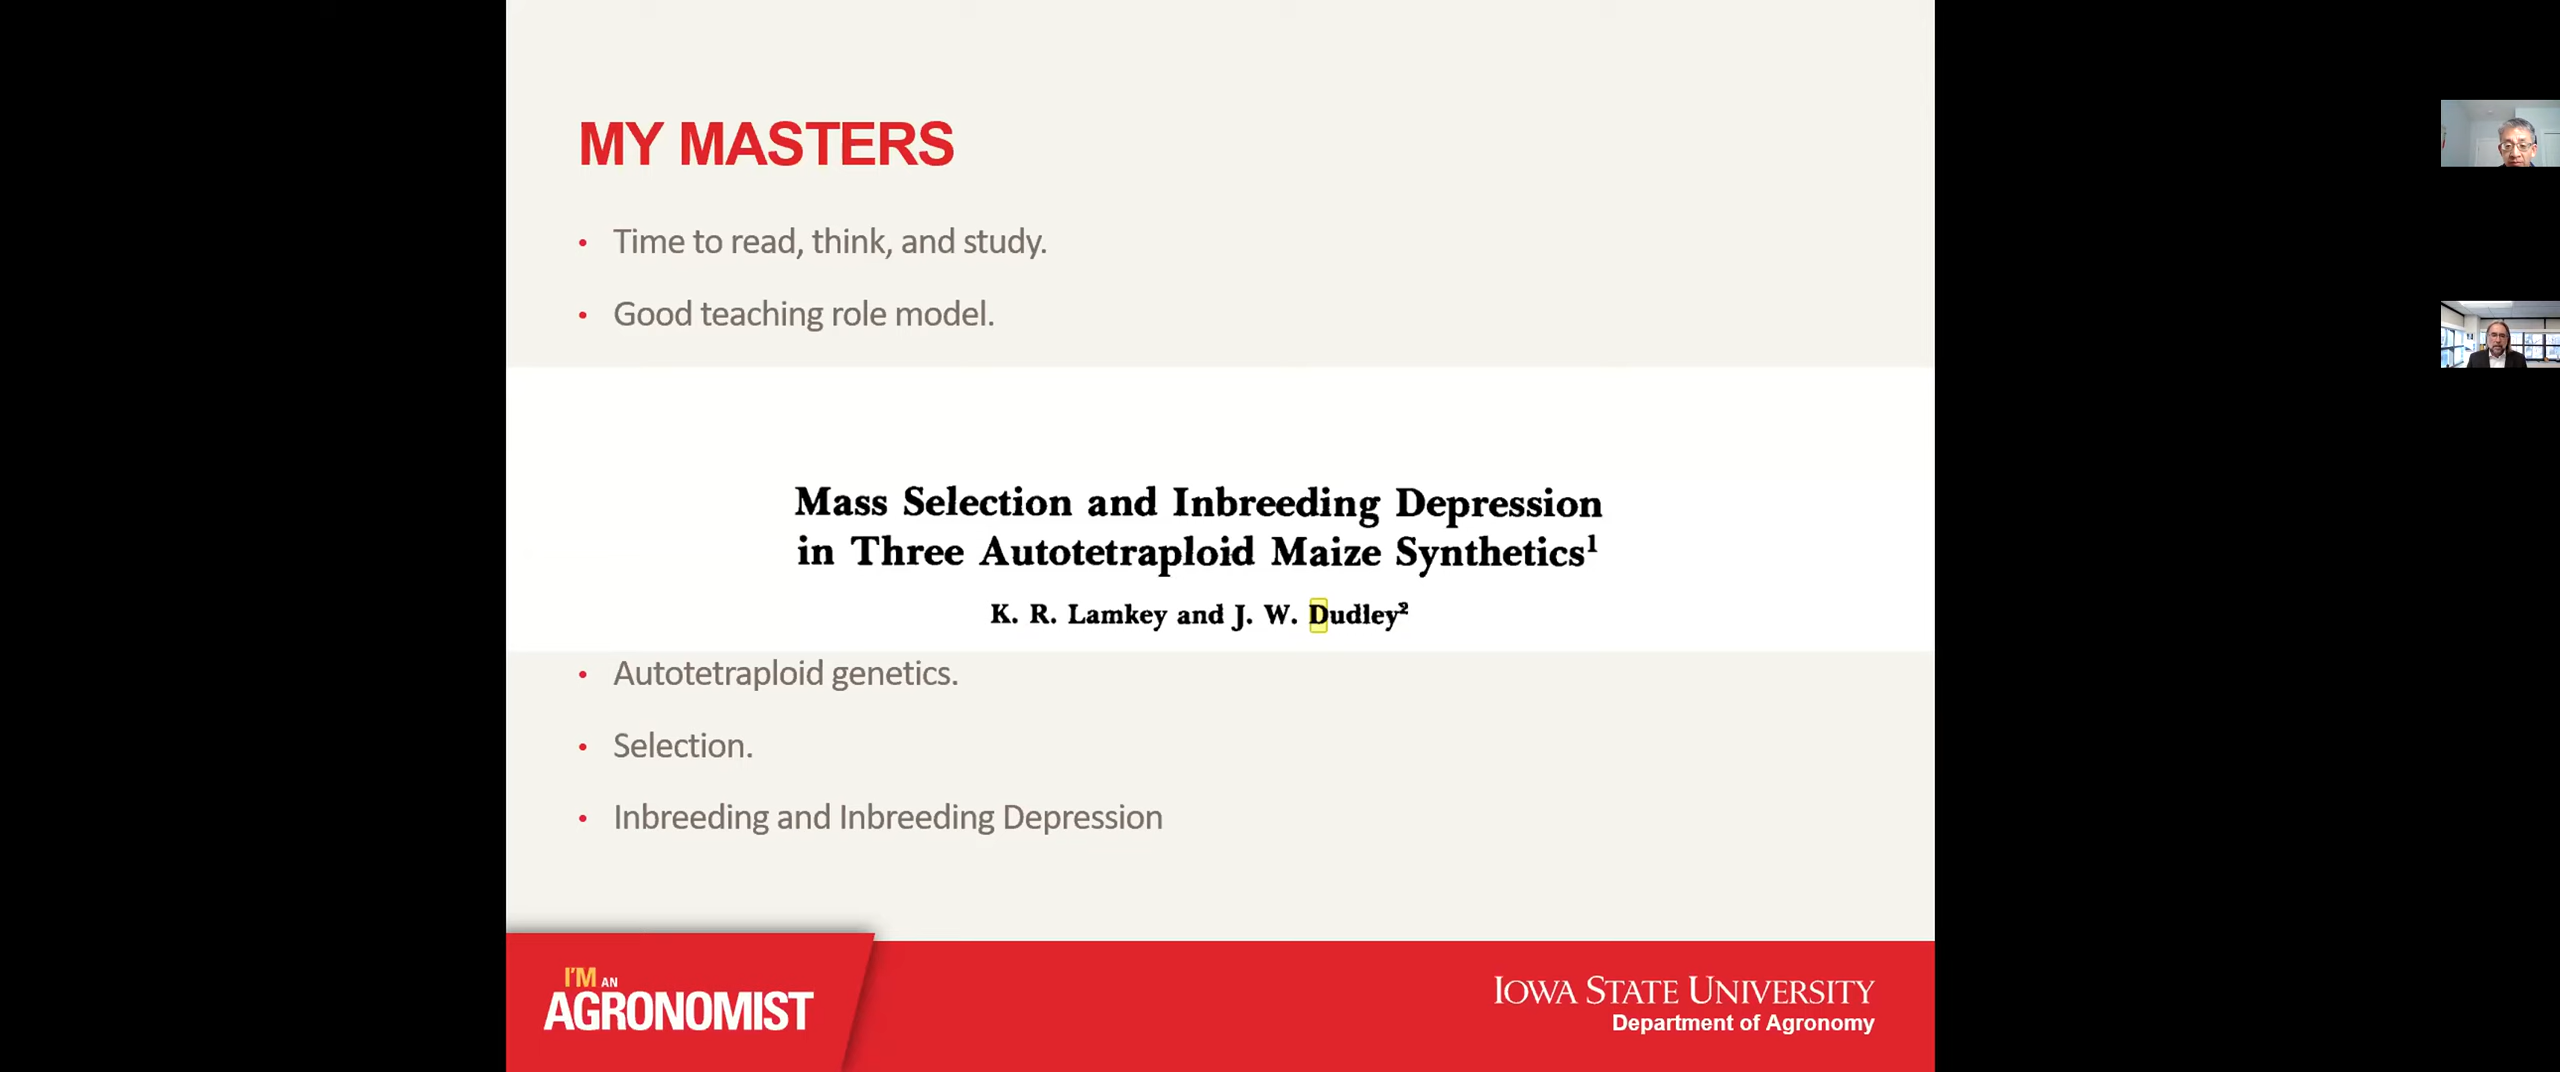 MY MASTERS
• Time to read, think, and study.
• Good teaching role model.
Mass Selection and Inbreeding Depression
in Three Autotetraploid Maize Synthetics¹
K. R. Lamkey and J. W. Dudley²
• Autotetraploid genetics.
• Selection.
• Inbreeding and Inbreeding Depression
I'M AN
AGRONOMIST
IOWA STATE UNIVERSITY
Department of Agronomy